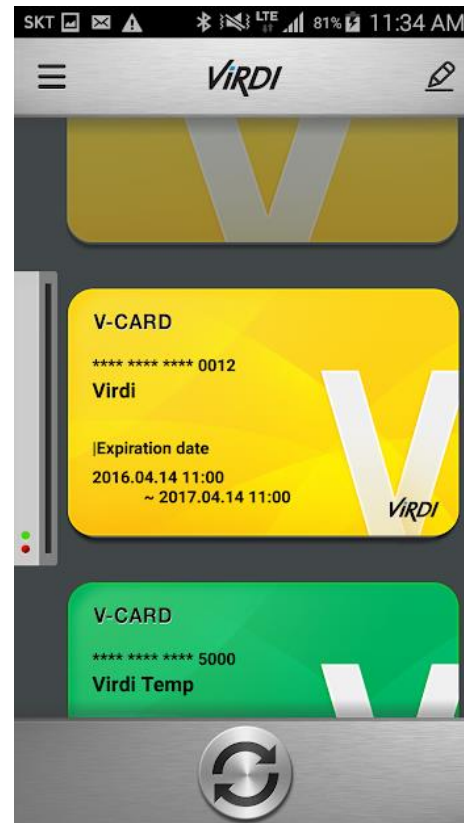 SKT LTE 81% 11:34 AM
ViRDI
V
V-CARD
**** **** **** 0012
Virdi
|Expiration date
2016.04.14 11:00
~ 2017.04.14 11:00
V
ViRDI
V-CARD
**** **** **** 5000
Virdi Temp
V